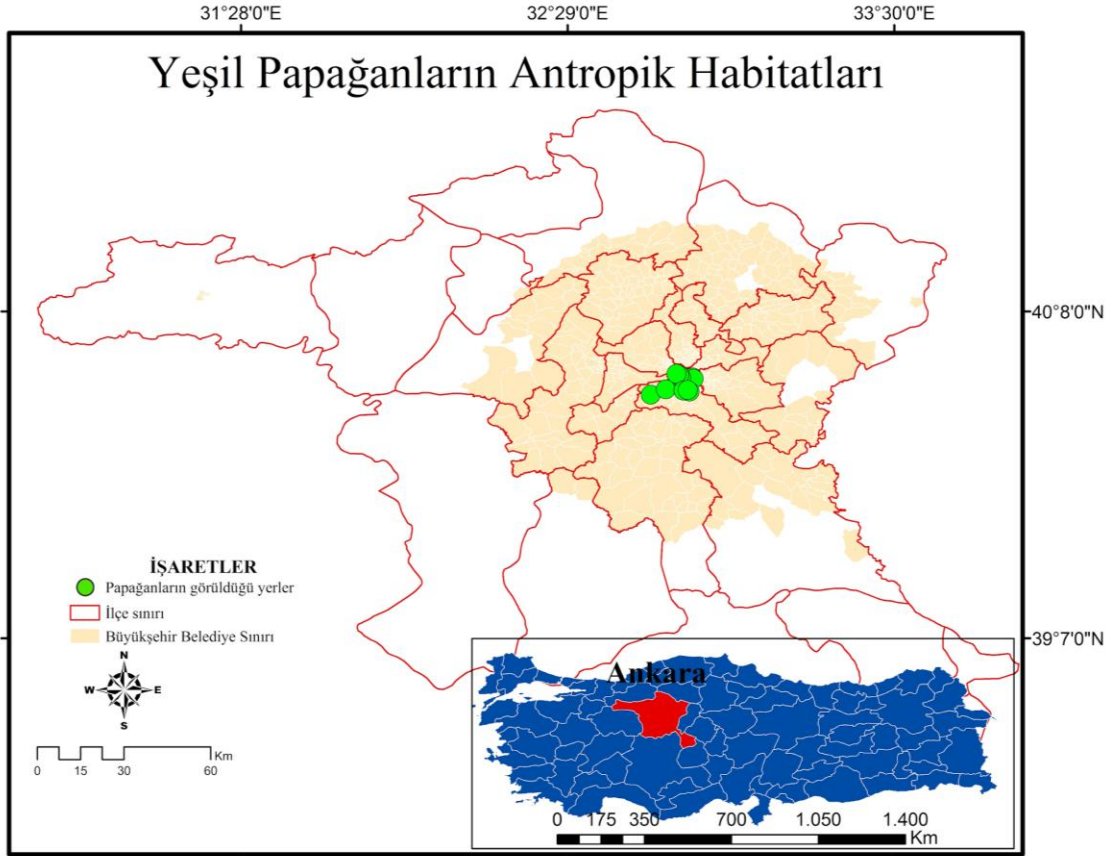 31°28'0"E 32°29'0"E 33°30'0"E
Yeşil Papağanların Antropik Habitatları
40°8'0"N
39°7'0"N
İŞARETLER
Papağanların görüldüğü yerler
İlçe sınırı
Büyükşehir Belediye Sınırı
N
W E
S
Km
0 15 30 60
Ankara
0 175 350 700 1.050 1.400
Km